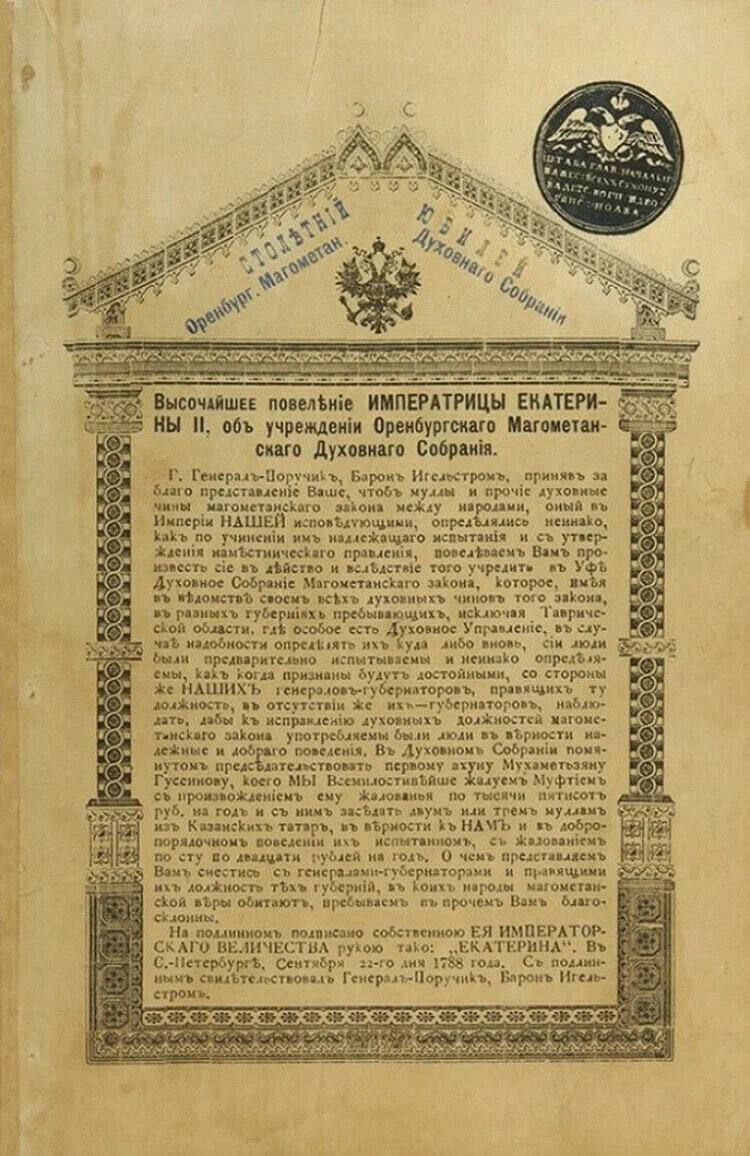 СТОЛѢТНІЙ ЮБИЛЕЙ
Оренбург. Магометан. Духовнаго Собранія
Высочайшее повелѣніе ИМПЕРАТРИЦЫ ЕКАТЕРИ-
НЫ II, объ учрежденіи Оренбургскаго Магометан-
скаго Духовнаго Собранія.
Г. Генералъ-Поручикъ, Баронъ Игельстромъ, принявъ за
благо представленіе Ваше, чтобъ муллы и прочіе духовные
чины магометанскаго закона между народами, оный въ
Имперіи НАШЕЙ исповѣдующими, опредѣлялись неинако,
какъ по учиненіи имъ надлежащаго испытанія и съ утвер-
жденія намѣстническаго правленія, повелѣваемъ Вамъ про-
известь сіе въ дѣйство и вслѣдствіе того учредить въ Уфѣ
Духовное Собраніе Магометанскаго закона, которое, имѣя
въ вѣдомствѣ своемъ всѣхъ духовныхъ чиновъ того закона,
въ разныхъ губерніяхъ пребывающихъ, исключая Тавриче-
ской области, гдѣ особое есть Духовное Управленіе, въ слу-
чаѣ надобности опредѣлять ихъ куда либо вновь, сіи люди
были предварительно испытываемы и неинако опредѣля-
емы, какъ когда признаны будутъ достойными, со стороны
же НАШИХЪ генераловъ-губернаторовъ, правящихъ ту
должность, въ отсутствіи же ихъ—губернаторовъ, наблю-
дать, дабы къ исправленію духовныхъ должностей магоме-
танскаго закона употребляемы были люди въ вѣрности на-
дежные и добраго поведенія. Въ Духовномъ Собраніи помя-
нутомъ предсѣдательствовать первому ахуну Мухаметьзяну
Гусеинову, коего МЫ Всемилостивѣйше жалуемъ Муфтіемъ
съ произвожденіемъ ему жалованья по тысячи пятисотъ
руб. на годъ и съ нимъ засѣдать двумъ или тремъ мулламъ
изъ Казанскихъ татаръ, въ вѣрности къ НАМЪ и въ добро-
порядочномъ поведеніи ихъ испытаннымъ, съ жалованіемъ
по сту по двадцати рублей на годъ. О чемъ представляемъ
Вамъ снестись съ генералами-губернаторами и правящими
ихъ должность тѣхъ губерній, въ коихъ народы магометан-
ской вѣры обитаютъ, пребываемъ въ прочемъ Вамъ благо-
склонны.
На подлинномъ подписано собственною ЕЯ ИМПЕРАТОР-
СКАГО ВЕЛИЧЕСТВА рукою тако: „ЕКАТЕРИНА“. Въ
С.-Петербургѣ, Сентября 22-го дня 1788 года. Съ подлин-
нымъ свидѣтельствовалъ Генералъ-Поручикъ, Баронъ Игель-
стромъ.